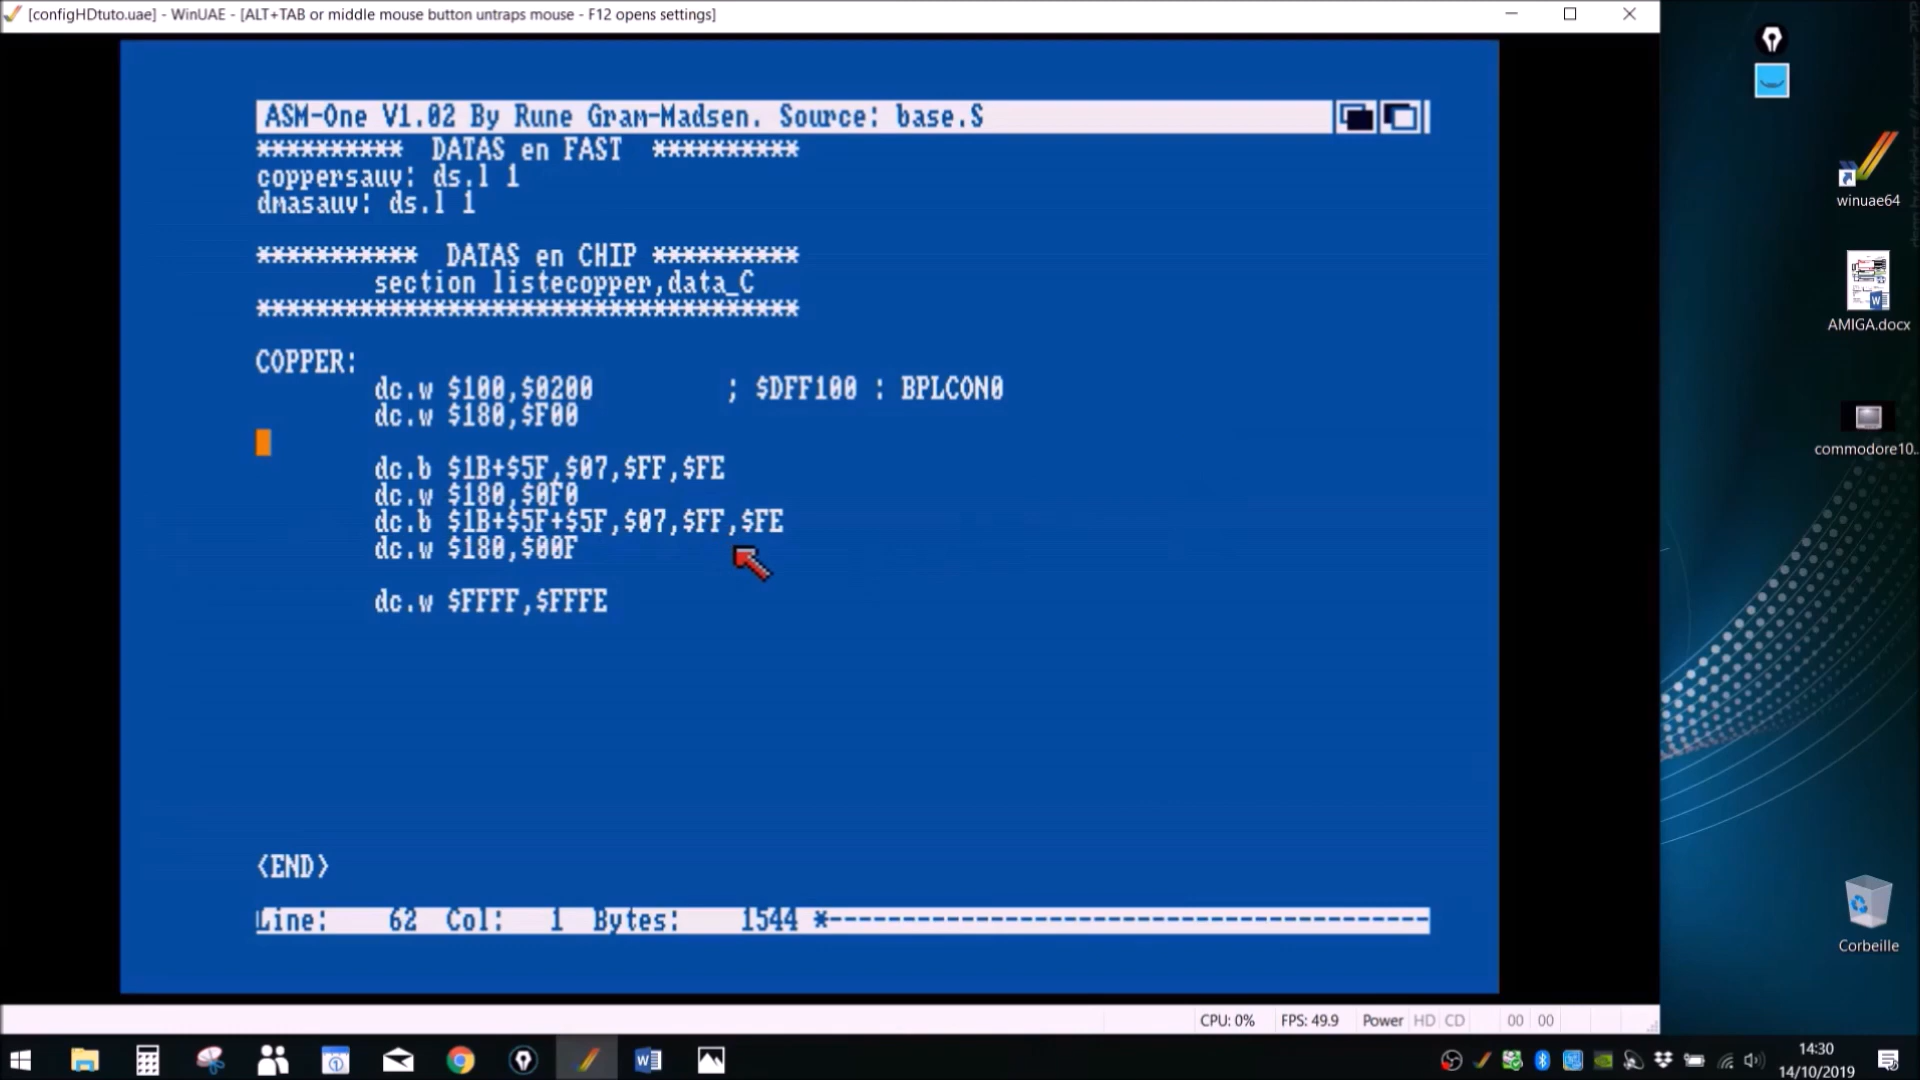 [configHDtuto.uae] - WinUAE - [ALT+TAB or middle mouse button untraps mouse - F12 opens settings]
ASM-One V1.02 By Rune Gram-Madsen. Source: base.S
********** DATAS en FAST **********
coppersauv: ds.l 1
dmasauv: ds.l 1
*********** DATAS en CHIP **********
section listecopper,data_C
*************************************
COPPER:
dc.w $100,$0200 ; $DFF100 : BPLCON0
dc.w $180,$F00
dc.b $1B+$5F,$07,$FF,$FE
dc.w $180,$0F0
dc.b $1B+$5F+$5F,$07,$FF,$FE
dc.w $180,$00F
dc.w $FFFF,$FFFE
<END>
Line: 62 Col: 1 Bytes: 1544 *-----------------------------------------
CPU: 0% FPS: 49.9 Power HD CD 00 00
winuae64
AMIGA.docx
commodore10...
Corbeille
14:30
14/10/2019